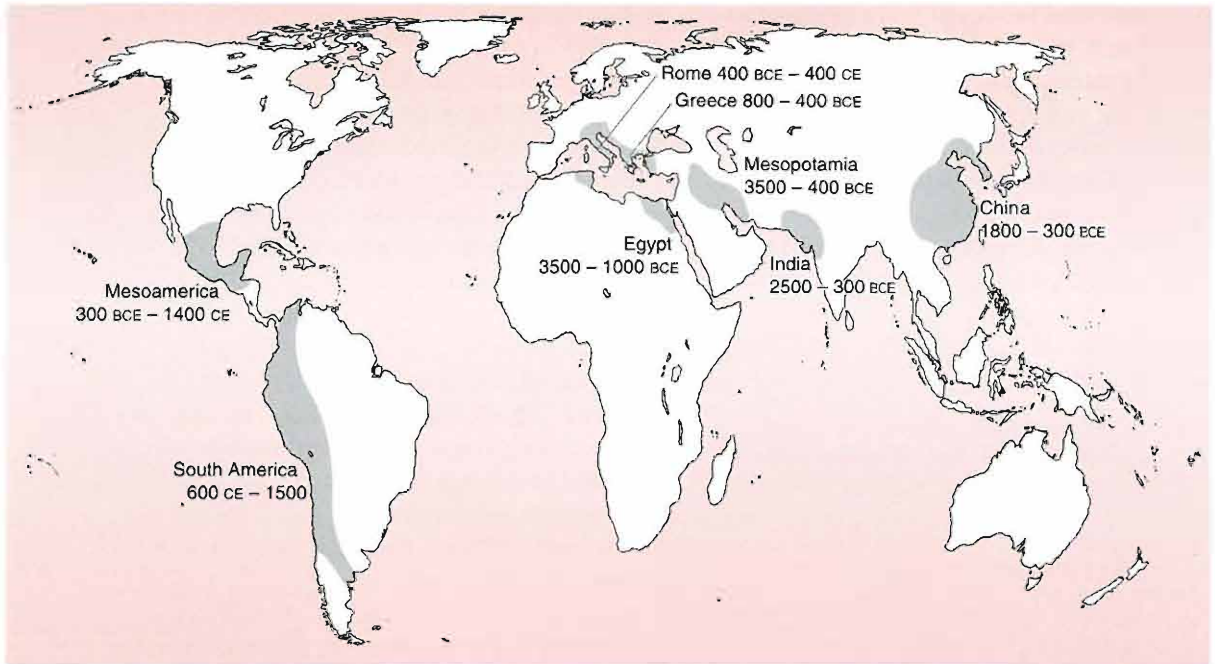 Rome 400 BCE – 400 CE
Greece 800 – 400 BCE
Mesopotamia
3500 – 400 BCE
China
1800 – 300 BCE
Egypt
3500 – 1000 BCE
India
2500 – 300 BCE
Mesoamerica
300 BCE – 1400 CE
South America
600 CE – 1500